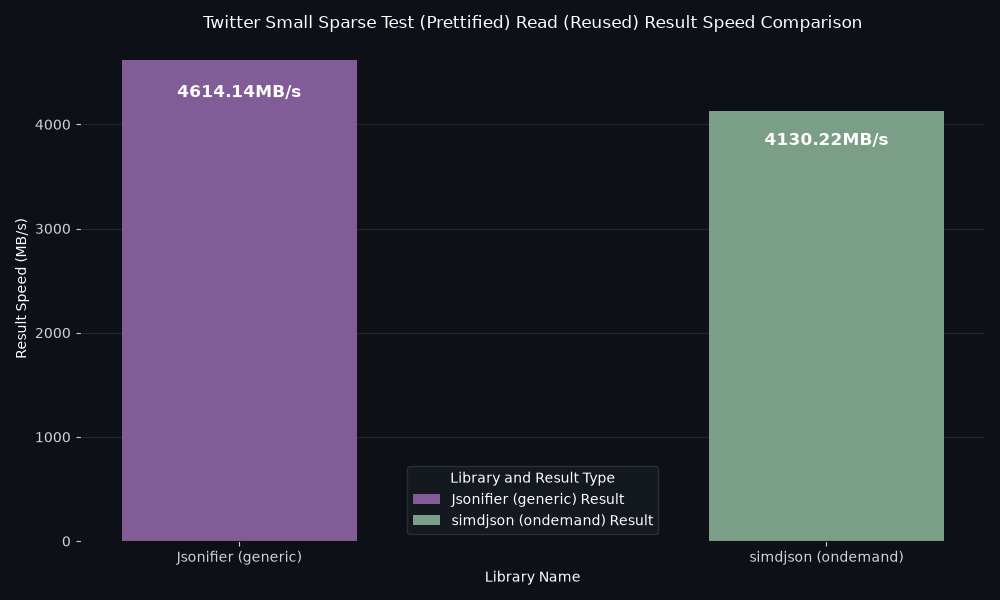 Twitter Small Sparse Test (Prettified) Read (Reused) Result Speed Comparison
4614.14MB/s
4130.22MB/s
4000
3000
2000
1000
0
Result Speed (MB/s)
Library and Result Type
Jsonifier (generic) Result
simdjson (ondemand) Result
Jsonifier (generic)
simdjson (ondemand)
Library Name